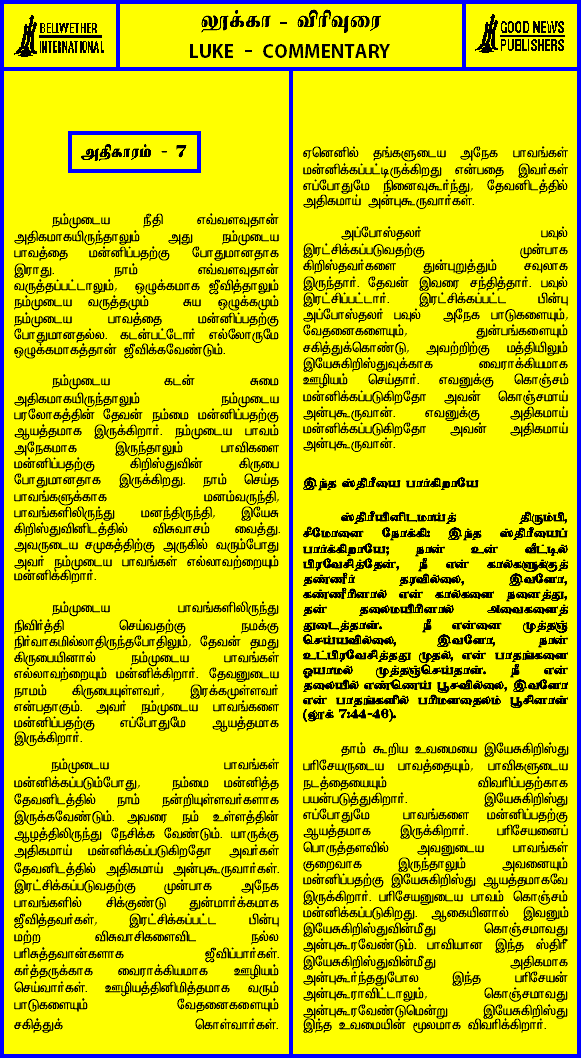 BELWETHER
INTERNATIONAL
லூக்கா - விரிவுரை
LUKE - COMMENTARY
GOOD NEWS
PUBLISHERS
அதிகாரம் - 7
நம்முடைய நீதி எவ்வளவுதான்
அதிகமாகயிருந்தாலும் அது நம்முடைய
பாவத்தை மன்னிப்பதற்கு போதுமானதாக
இராது. நாம் எவ்வளவுதான்
வருத்தப்பட்டாலும், ஒழுக்கமாக ஜீவித்தாலும்
நம்முடைய வருத்தமும் சுய ஒழுக்கமும்
நம்முடைய பாவத்தை மன்னிப்பதற்கு
போதுமானதல்ல. கடன்பட்டோர் எல்லோருமே
ஒழுக்கமாகத்தான் ஜீவிக்கவேண்டும்.
நம்முடைய கடன் சுமை
அதிகமாகயிருந்தாலும் நம்முடைய
பரலோகத்தின் தேவன் நம்மை மன்னிப்பதற்கு
ஆயத்தமாக இருக்கிறார். நம்முடைய பாவம்
அநேகமாக இருந்தாலும் பாவிகளை
மன்னிப்பதற்கு கிறிஸ்துவின் கிருபை
போதுமானதாக இருக்கிறது. நாம் செய்த
பாவங்களுக்காக மனம்வருந்தி,
பாவங்களிலிருந்து மனந்திருந்தி, இயேசு
கிறிஸ்துவினிடத்தில் விசுவாசம் வைத்து.
அவருடைய சமுகத்திற்கு அருகில் வரும்போது
அவர் நம்முடைய பாவங்கள் எல்லாவற்றையும்
மன்னிக்கிறார்.
நம்முடைய பாவங்களிலிருந்து
நிவிர்த்தி செய்வதற்கு நமக்கு
நிர்வாகமில்லாதிருந்தபோதிலும், தேவன் தமது
கிருபையினால் நம்முடைய பாவங்கள்
எல்லாவற்றையும் மன்னிக்கிறார். தேவனுடைய
நாமம் கிருபையுள்ளவர், இரக்கமுள்ளவர்
என்பதாகும். அவர் நம்முடைய பாவங்களை
மன்னிப்பதற்கு எப்போதுமே ஆயத்தமாக
இருக்கிறார்.
நம்முடைய பாவங்கள்
மன்னிக்கப்படும்போது, நம்மை மன்னித்த
தேவனிடத்தில் நாம் நன்றியுள்ளவர்களாக
இருக்கவேண்டும். அவரை நம் உள்ளத்தின்
ஆழத்திலிருந்து நேசிக்க வேண்டும். யாருக்கு
அதிகமாய் மன்னிக்கப்படுகிறதோ அவர்கள்
தேவனிடத்தில் அதிகமாய் அன்புகூருவார்கள்.
இரட்சிக்கப்படுவதற்கு முன்பாக அநேக
பாவங்களில் சிக்குண்டு துன்மார்க்கமாக
ஜீவித்தவர்கள், இரட்சிக்கப்பட்ட பின்பு
மற்ற விசுவாசிகளைவிட நல்ல
பரிசுத்தவான்களாக ஜீவிப்பார்கள்.
கர்த்தருக்காக வைராக்கியமாக ஊழியம்
செய்வார்கள். ஊழியத்தினிமித்தமாக வரும்
பாடுகளையும் வேதனைகளையும்
சகித்துக் கொள்வார்கள்.
ஏனெனில் தங்களுடைய அநேக பாவங்கள்
மன்னிக்கப்பட்டிருக்கிறது என்பதை இவர்கள்
எப்போதுமே நினைவுகூர்ந்து, தேவனிடத்தில்
அதிகமாய் அன்புகூருவார்கள்.
அப்போஸ்தலர் பவுல்
இரட்சிக்கப்படுவதற்கு முன்பாக
கிறிஸ்தவர்களை துன்புறுத்தும் சவுலாக
இருந்தார். தேவன் இவரை சந்தித்தார். பவுல்
இரட்சிப்பட்டார். இரட்சிக்கப்பட்ட பின்பு
அப்போஸ்தலர் பவுல் அநேக பாடுகளையும்,
வேதனைகளையும், துன்பங்களையும்
சகித்துக்கொண்டு, அவற்றிற்கு மத்தியிலும்
இயேசுகிறிஸ்துவுக்காக வைராக்கியமாக
ஊழியம் செய்தார். எவனுக்கு கொஞ்சம்
மன்னிக்கப்படுகிறதோ அவன் கொஞ்சமாய்
அன்புகூருவான். எவனுக்கு அதிகமாய்
மன்னிக்கப்படுகிறதோ அவன் அதிகமாய்
அன்புகூருவான்.
இந்த ஸ்திரீயை பார்கிறாயே
ஸ்திரீயினிடமாய்த் திரும்பி,
சீமோனை நோக்கி: இந்த ஸ்திரீயைப்
பார்க்கிறாயே; நான் உன் வீட்டில்
பிரவேசித்தேன், நீ என் கால்களுக்குத்
தண்ணீர் தரவில்லை, இவளோ,
கண்ணீரினால் என் கால்களை நனைத்து,
தன் தலைமயிரினால் அவைகளைத்
துடைத்தாள். நீ என்னை முத்தஞ்
செய்யவில்லை, இவளோ, நான்
உட்பிரவேசித்தது முதல், என் பாதங்களை
ஓயாமல் முத்தஞ்செய்தாள். நீ என்
தலையில் எண்ணெய் பூசவில்லை, இவளோ
என் பாதங்களில் பரிமளதைலம் பூசினாள்
(லூக் 7:44-46).
தாம் கூறிய உவமையை இயேசுகிறிஸ்து
பரிசேயருடைய பாவத்தையும், பாவிகளுடைய
நடத்தையையும் விவரிப்பதற்காக
பயன்படுத்துகிறார். இயேசுகிறிஸ்து
எப்போதுமே பாவங்களை மன்னிப்பதற்கு
ஆயத்தமாக இருக்கிறார். பரிசேயனைப்
பொருத்தளவில் அவனுடைய பாவங்கள்
குறைவாக இருந்தாலும் அவனையும்
மன்னிப்பதற்கு இயேசுகிறிஸ்து ஆயத்தமாகவே
இருக்கிறார். பரிசேயனுடைய பாவம் கொஞ்சம்
மன்னிக்கப்படுகிறது. ஆகையினால் இவனும்
இயேசுகிறிஸ்துவின்மீது கொஞ்சமாவது
அன்புகூரவேண்டும். பாவியான இந்த ஸ்திரீ
இயேசுகிறிஸ்துவின்மீது அதிகமாக
அன்புகூர்ந்ததுபோல இந்த பரிசேயன்
அன்புகூராவிட்டாலும், கொஞ்சமாவது
அன்புகூரவேண்டுமென்று இயேசுகிறிஸ்து
இந்த உவமையின் மூலமாக விவரிக்கிறார்.